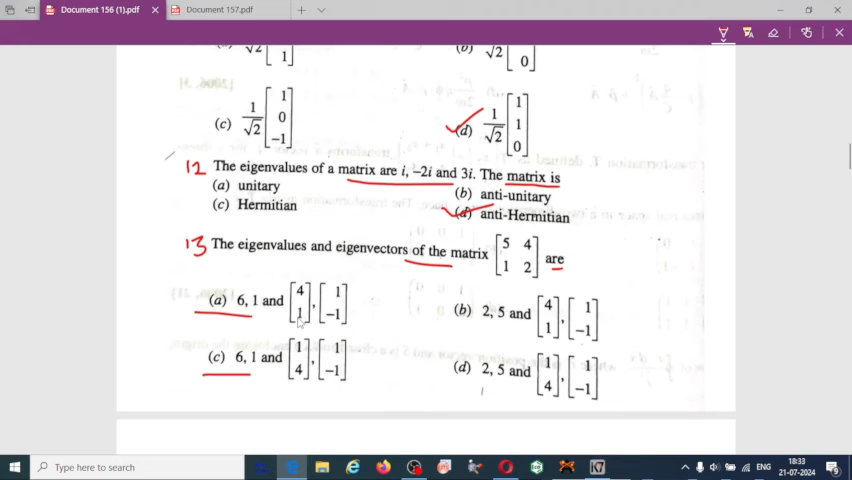 Document 156 (1).pdf
Document 157.pdf
√2 1
(b) √2 0
(c) 1/√2 [1 0 -1]
(d) 1/√2 [1 1 0]
12 The eigenvalues of a matrix are i, -2i and 3i. The matrix is
(a) unitary
(b) anti-unitary
(c) Hermitian
(d) anti-Hermitian
13 The eigenvalues and eigenvectors of the matrix [5 4 1 2] are
(a) 6, 1 and [4 1], [1 -1]
(b) 2, 5 and [4 1], [1 -1]
(c) 6, 1 and [1 4], [1 -1]
(d) 2, 5 and [1 4], [1 -1]
Type here to search
ENG
18:33
21-07-2024